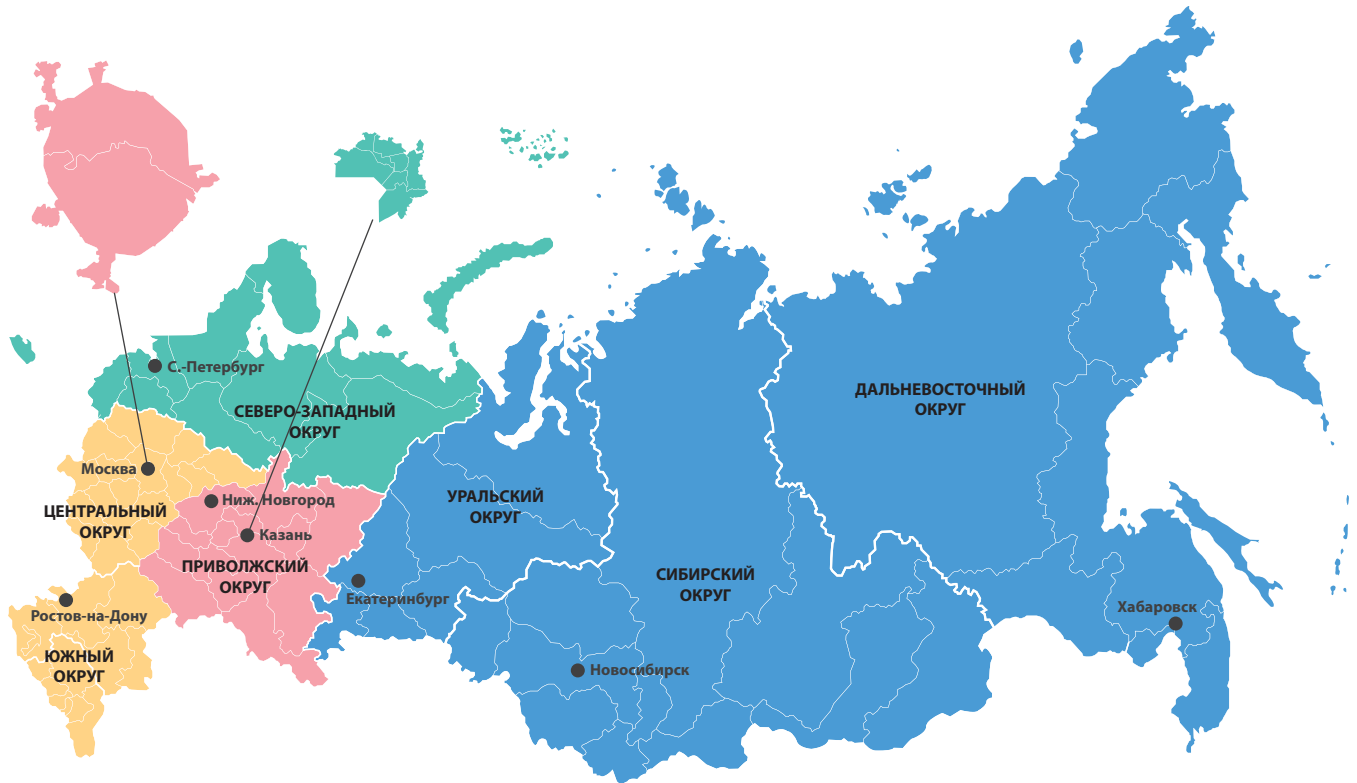 С.-Петербург
СЕВЕРО-ЗАПАДНЫЙ
ОКРУГ
ДАЛЬНЕВОСТОЧНЫЙ
ОКРУГ
Москва
ЦЕНТРАЛЬНЫЙ
ОКРУГ
Ниж. Новгород
Казань
ПРИВОЛЖСКИЙ
ОКРУГ
УРАЛЬСКИЙ
ОКРУГ
Екатеринбург
СИБИРСКИЙ
ОКРУГ
Ростов-на-Дону
ЮЖНЫЙ
ОКРУГ
Новосибирск
Хабаровск